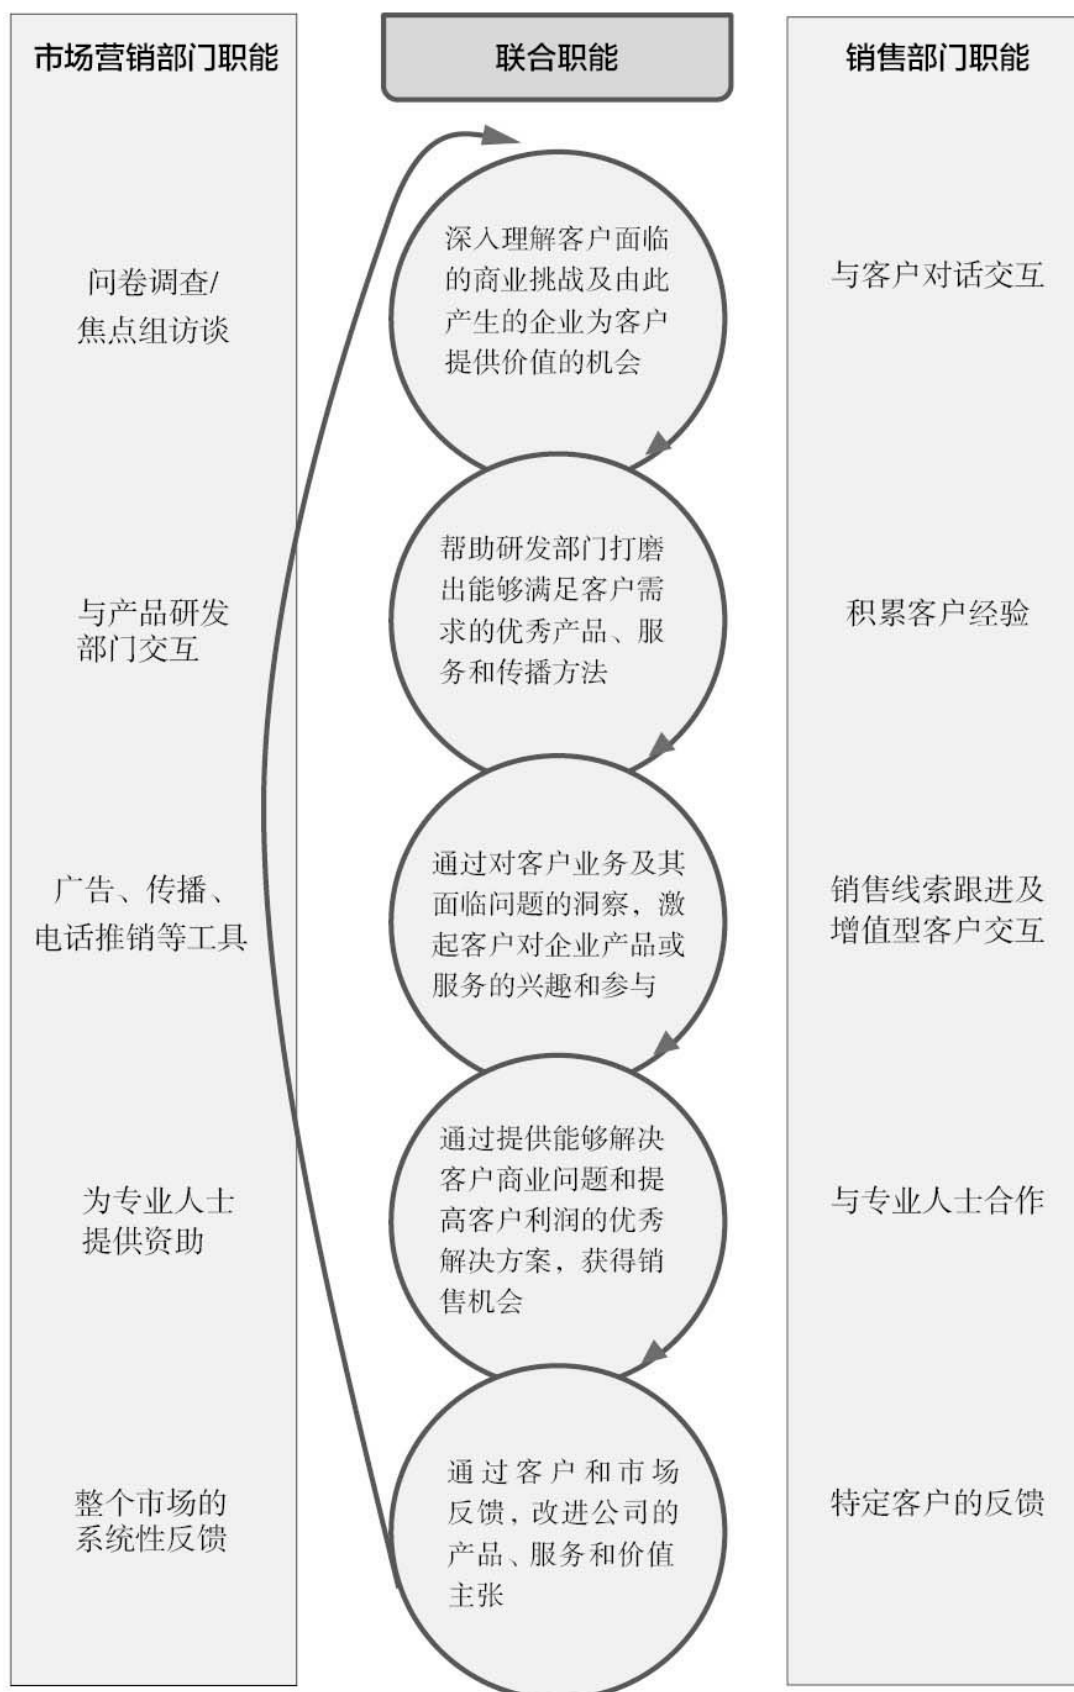 市场营销部门职能
联合职能
销售部门职能
问卷调查/
焦点组访谈
深入理解客户面临
的商业挑战及由此
产生的企业为客户
提供价值的机会
与客户对话交互
与产品研发
部门交互
帮助研发部门打磨
出能够满足客户需
求的优秀产品、服
务和传播方法
积累客户经验
广告、传播、
电话推销等工具
通过对客户业务及其
面临问题的洞察，激
起客户对企业产品或
服务的兴趣和参与
销售线索跟进及
增值型客户交互
为专业人士
提供资助
通过提供能够解决
客户商业问题和提
高客户利润的优秀
解决方案，获得销
售机会
与专业人士合作
整个市场的
系统性反馈
通过客户和市场
反馈，改进公司的
产品、服务和价值
主张
特定客户的反馈